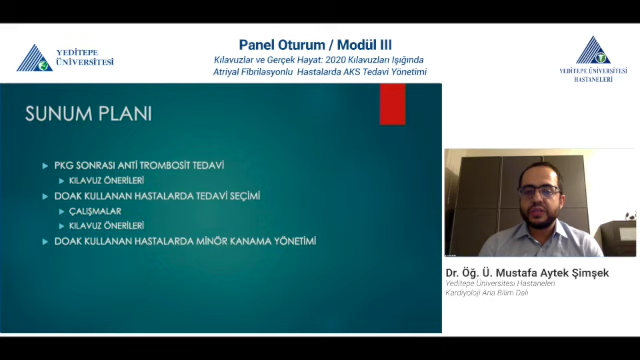 YEDİTEPE
ÜNİVERSİTESİ
Panel Oturum / Modül III
Kılavuzlar ve Gerçek Hayat: 2020 Kılavuzları Işığında
Atriyal Fibrilasyonlu Hastalarda AKS Tedavi Yönetimi
YEDİTEPE ÜNİVERSİTESİ
HASTANELERİ
SUNUM PLANI
PKG SONRASI ANTİ TROMBOSİT TEDAVİ
KILAVUZ ÖNERİLERİ
DOAK KULLANAN HASTALARDA TEDAVİ SEÇİMİ
ÇALIŞMALAR
KILAVUZ ÖNERİLERİ
DOAK KULLANAN HASTALARDA MİNÖR KANAMA YÖNETİMİ
Dr. Öğ. Ü. Mustafa Aytek Şimşek
Yeditepe Üniversitesi Hastaneleri
Kardiyoloji Ana Bilim Dalı